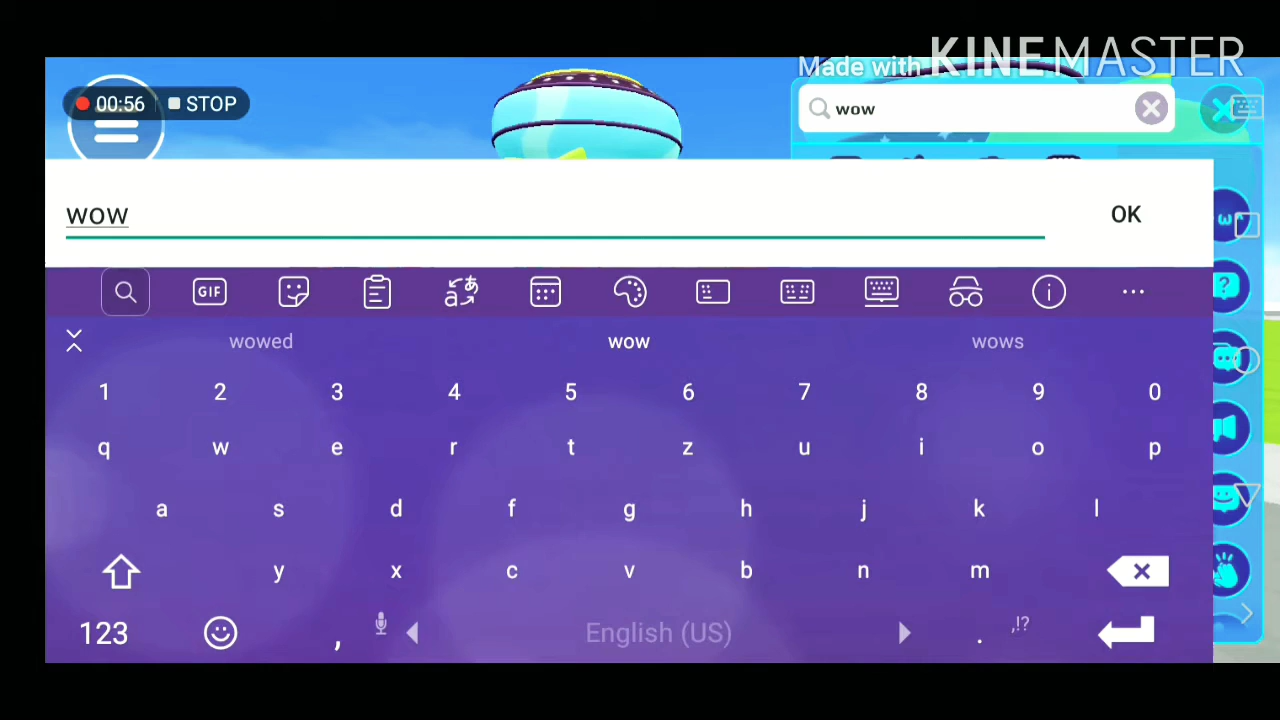 Made with KINEMASTER
00:56 STOP
wow
wow OK
GIF
wowed wow wows
1 2 3 4 5 6 7 8 9 0
q w e r t z u i o p
a s d f g h j k l
y x c v b n m
123 , English (US) . ,!?